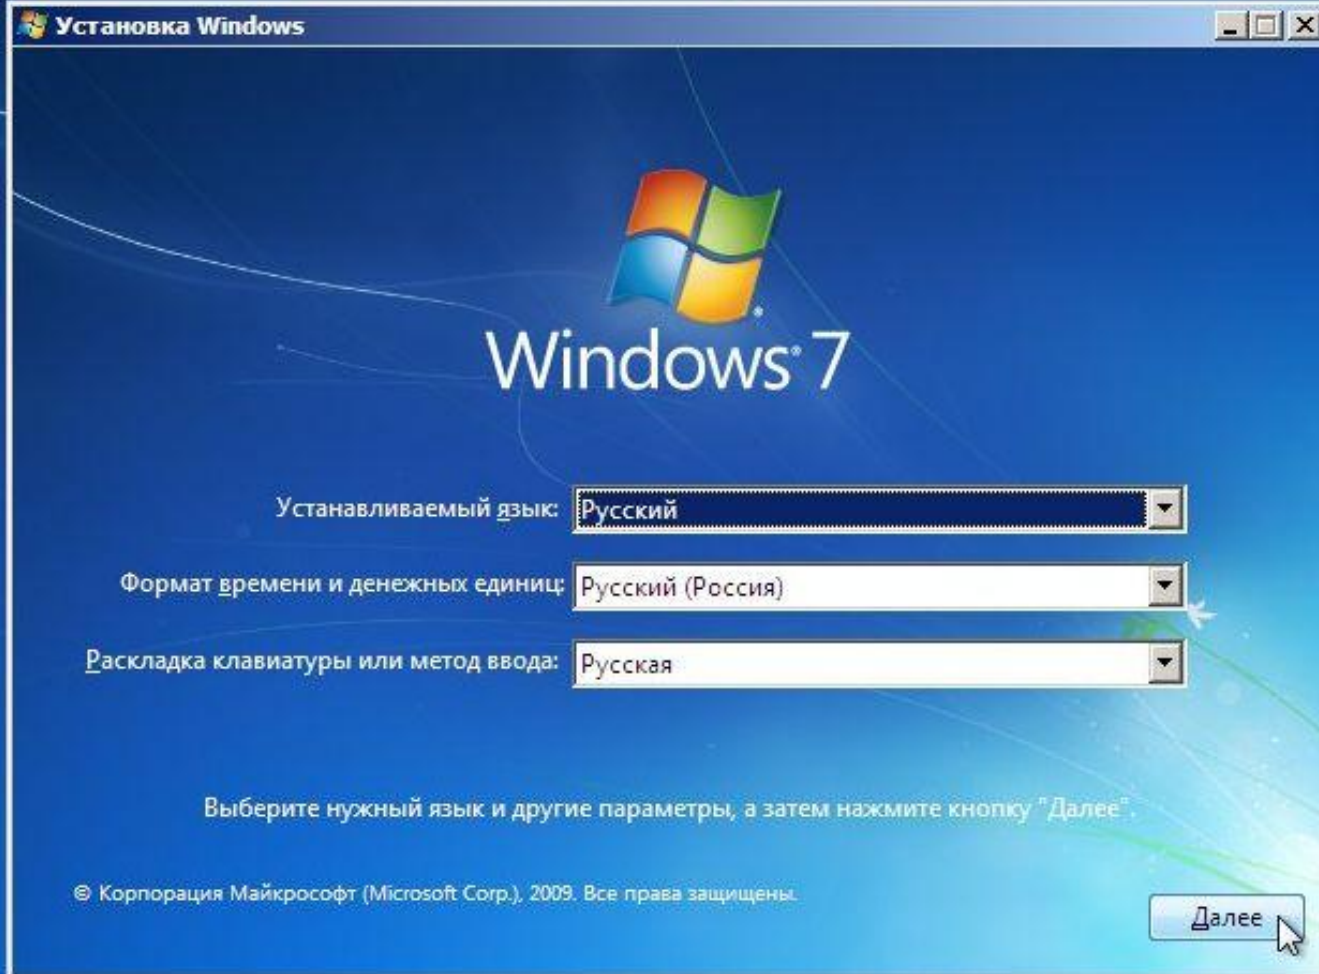 Установка Windows
Windows® 7
Устанавливаемый язык: Русский
Формат времени и денежных единиц: Русский (Россия)
Раскладка клавиатуры или метод ввода: Русская
Выберите нужный язык и другие параметры, а затем нажмите кнопку "Далее".
© Корпорация Майкрософт (Microsoft Corp.), 2009. Все права защищены.
Далее